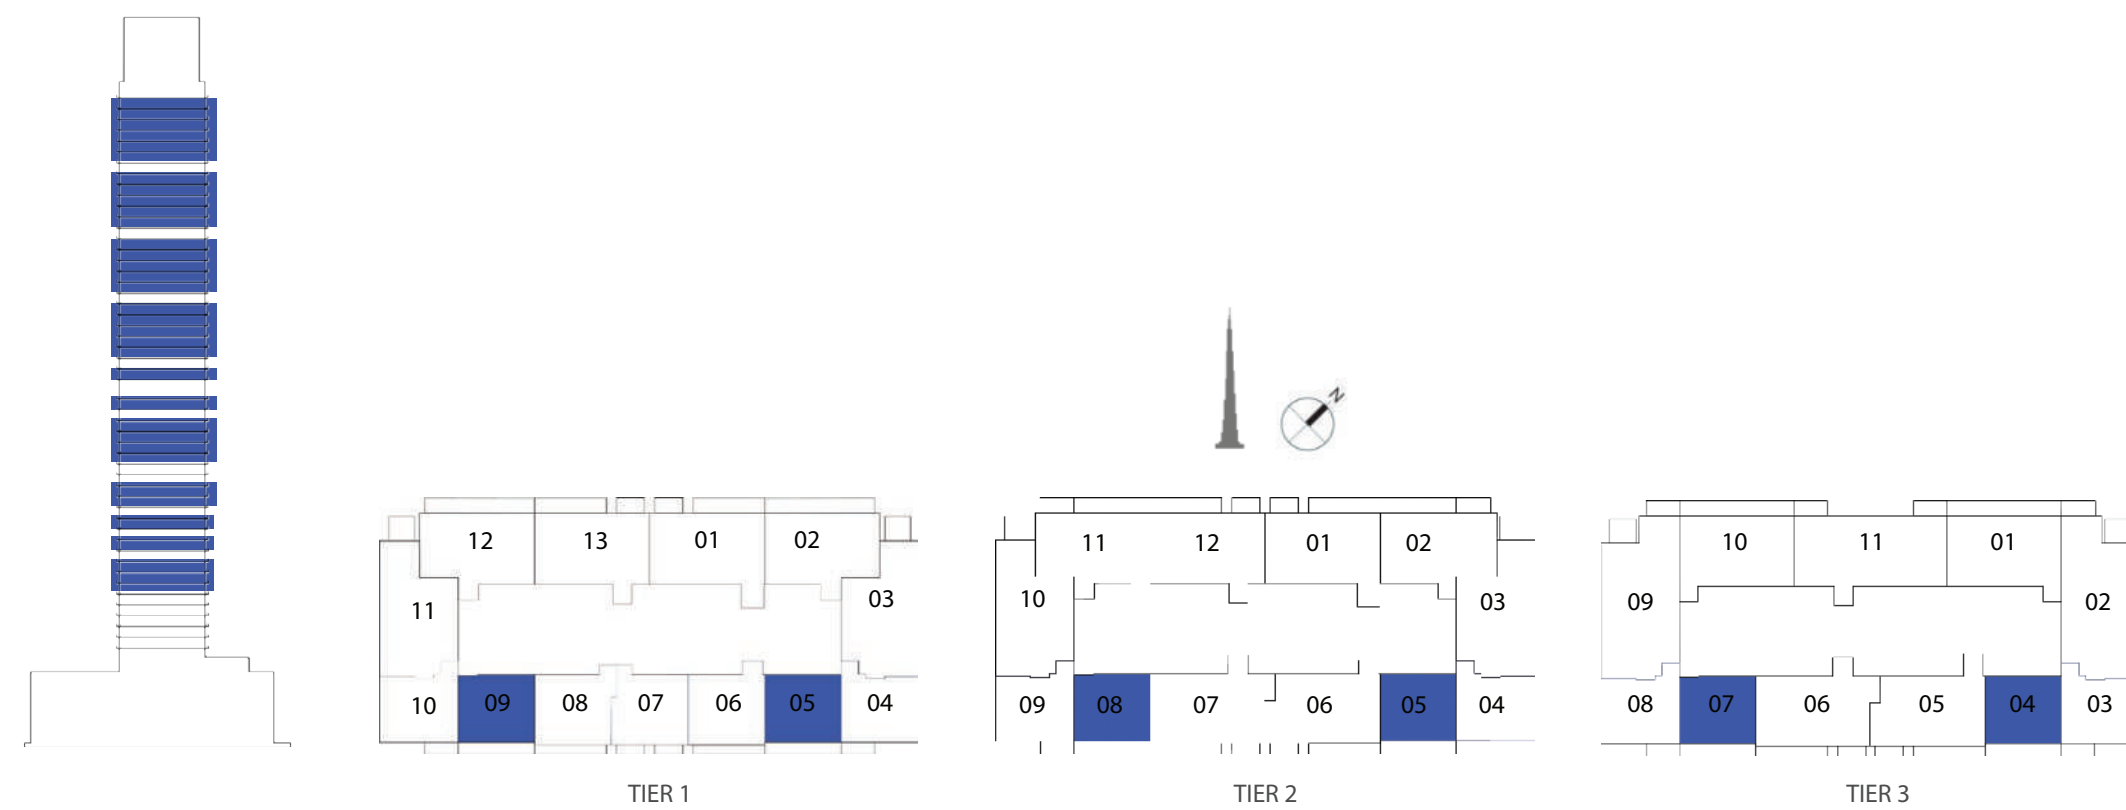 N
12 13 01 02
11 03
10 09 08 07 06 05 04
TIER 1
11 12 01 02
10 03
09 08 07 06 05 04
TIER 2
10 11 01
09 02
08 07 06 05 04 03
TIER 3